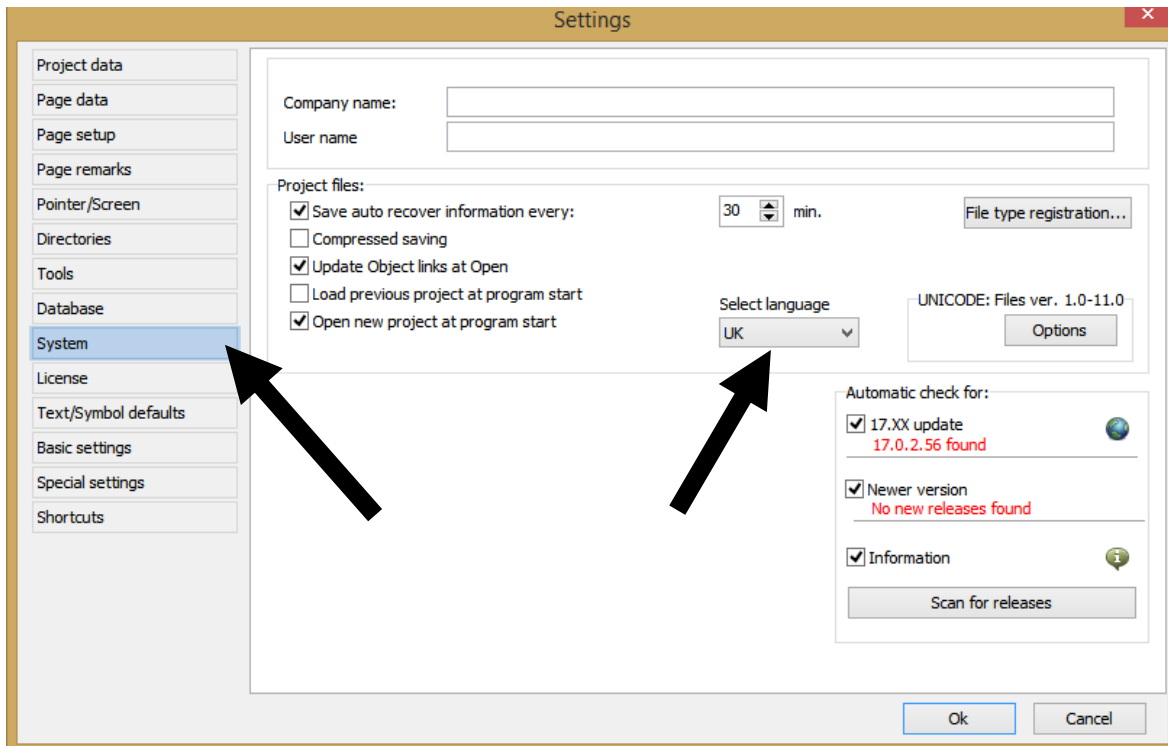 Settings
Project data
Page data
Page setup
Page remarks
Pointer/Screen
Directories
Tools
Database
System
License
Text/Symbol defaults
Basic settings
Special settings
Shortcuts
Company name:
User name
Project files:
Save auto recover information every:
30 min.
File type registration...
Compressed saving
Update Object links at Open
Load previous project at program start
Open new project at program start
Select language
UK
UNICODE: Files ver. 1.0-11.0
Options
Automatic check for:
17.XX update
17.0.2.56 found
Newer version
No new releases found
Information
Scan for releases
Ok
Cancel